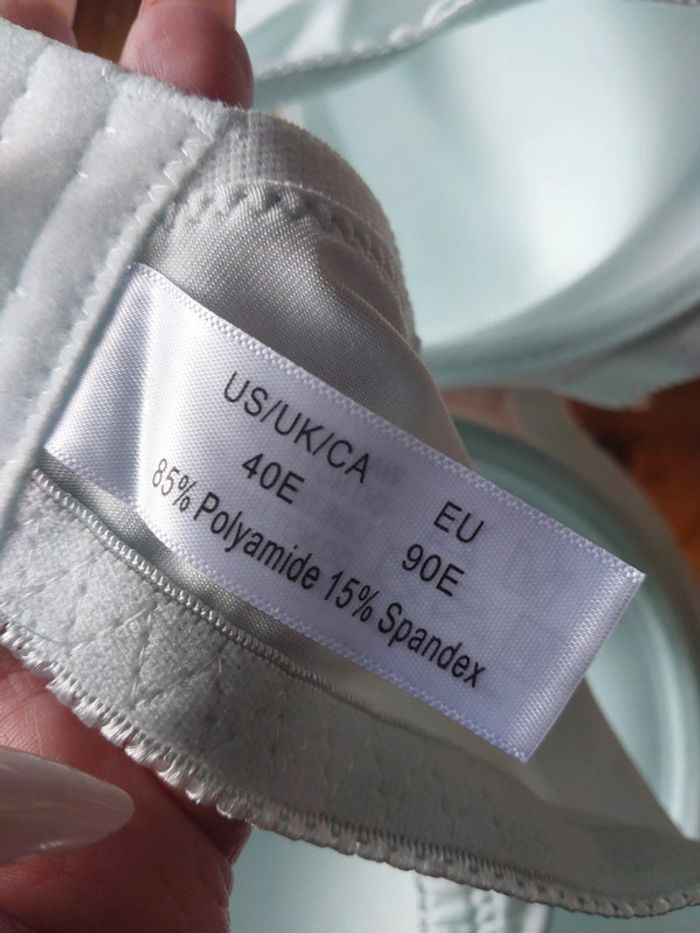 US/UK/CA EU
40E 90E
85% Polyamide 15% Spandex